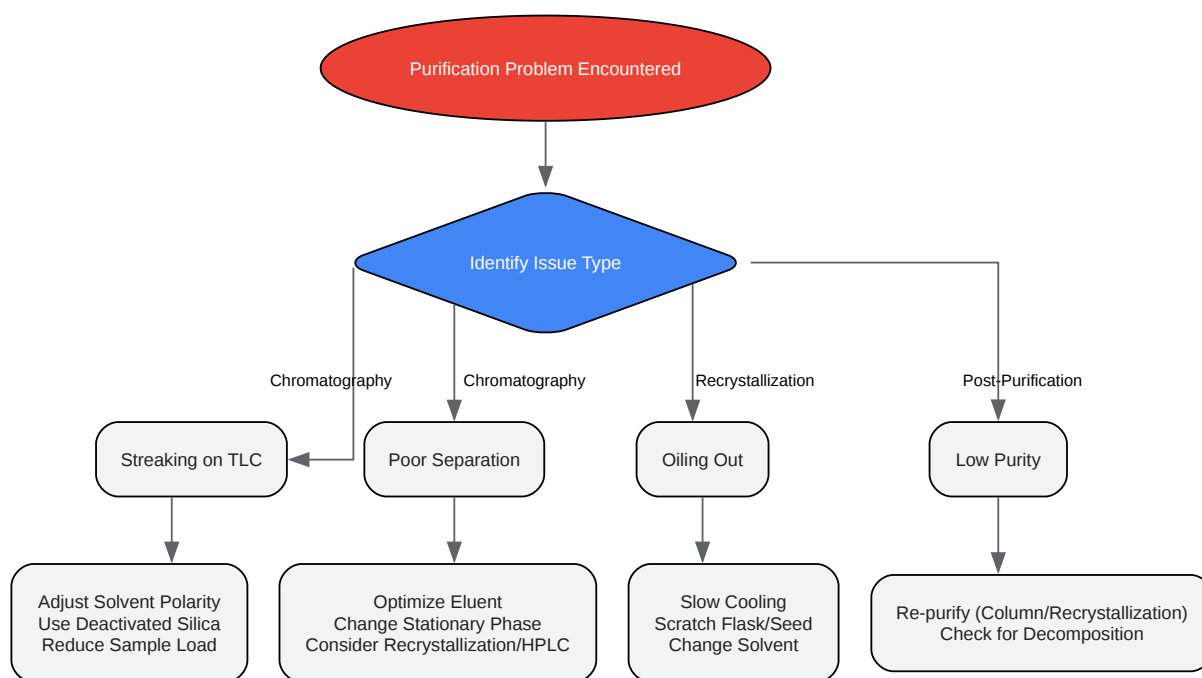 Purification Problem Encountered
Identify Issue Type
Chromatography
Chromatography
Recrystallization
Post-Purification
Streaking on TLC
Poor Separation
Oiling Out
Low Purity
Adjust Solvent Polarity
Use Deactivated Silica
Reduce Sample Load
Optimize Eluent
Change Stationary Phase
Consider Recrystallization/HPLC
Slow Cooling
Scratch Flask/Seed
Change Solvent
Re-purify (Column/Recrystallization)
Check for Decomposition